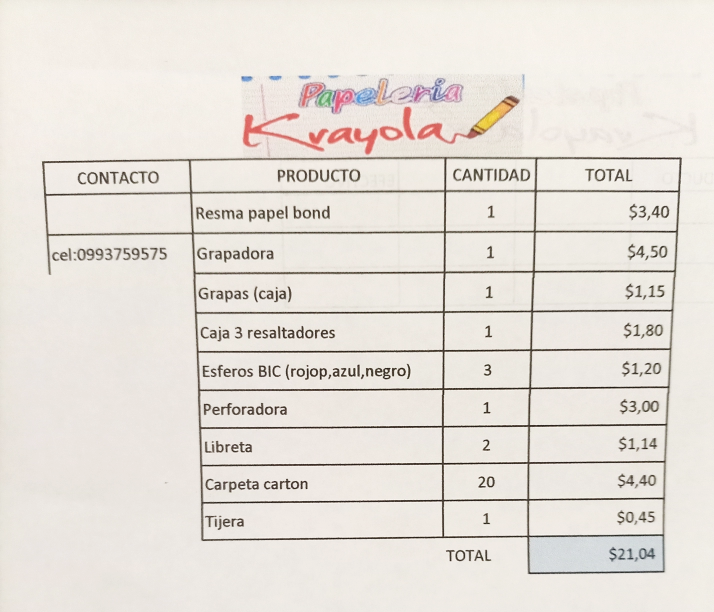 Papeleria
Krayola
CONTACTO PRODUCTO CANTIDAD TOTAL
Resma papel bond 1 $3,40
cel:0993759575 Grapadora 1 $4,50
Grapas (caja) 1 $1,15
Caja 3 resaltadores 1 $1,80
Esferos BIC (rojop,azul,negro) 3 $1,20
Perforadora 1 $3,00
Libreta 2 $1,14
Carpeta carton 20 $4,40
Tijera 1 $0,45
TOTAL $21,04